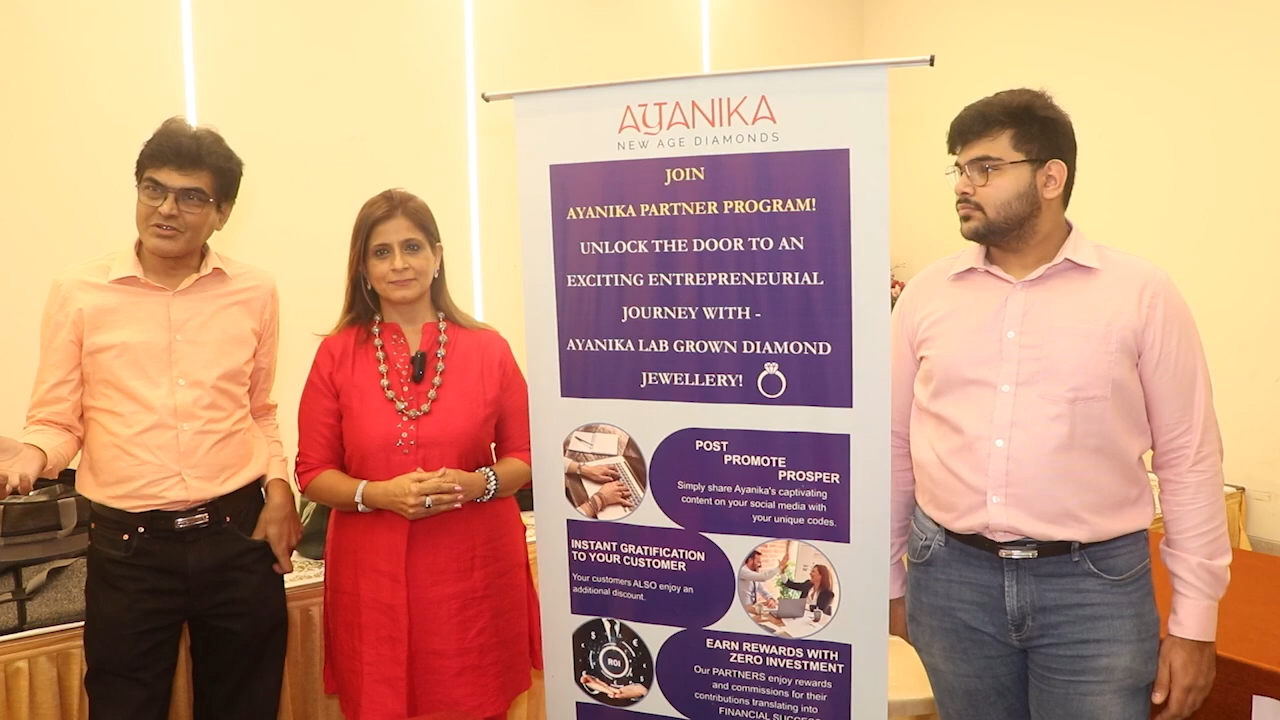 AYANIKA
NEW AGE DIAMONDS
JOIN
AYANIKA PARTNER PROGRAM!
UNLOCK THE DOOR TO AN
EXCITING ENTREPRENEURIAL
JOURNEY WITH -
AYANIKA LAB GROWN DIAMOND
JEWELLERY!
POST
PROMOTE
PROSPER
Simply share Ayanika's captivating
content on your social media with
your unique codes.
INSTANT GRATIFICATION
TO YOUR CUSTOMER
Your customers ALSO enjoy an
additional discount.
ROI
EARN REWARDS WITH
ZERO INVESTMENT
Our PARTNERS enjoy rewards
and commissions for their
contributions translating into
FINANCIAL SUCCESS